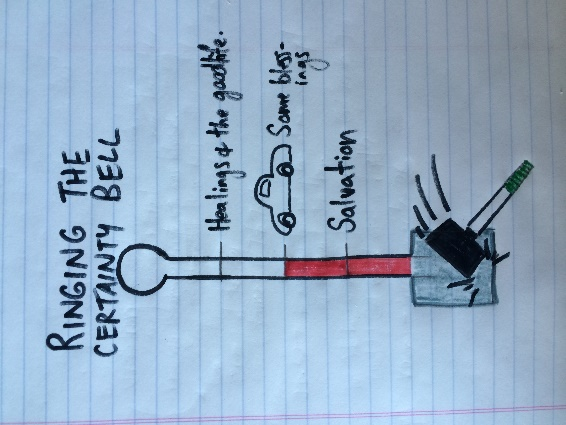 RINGING THE
CERTAINTY BELL
Healings & the goodlife.
Some bless-
ings
Salvation